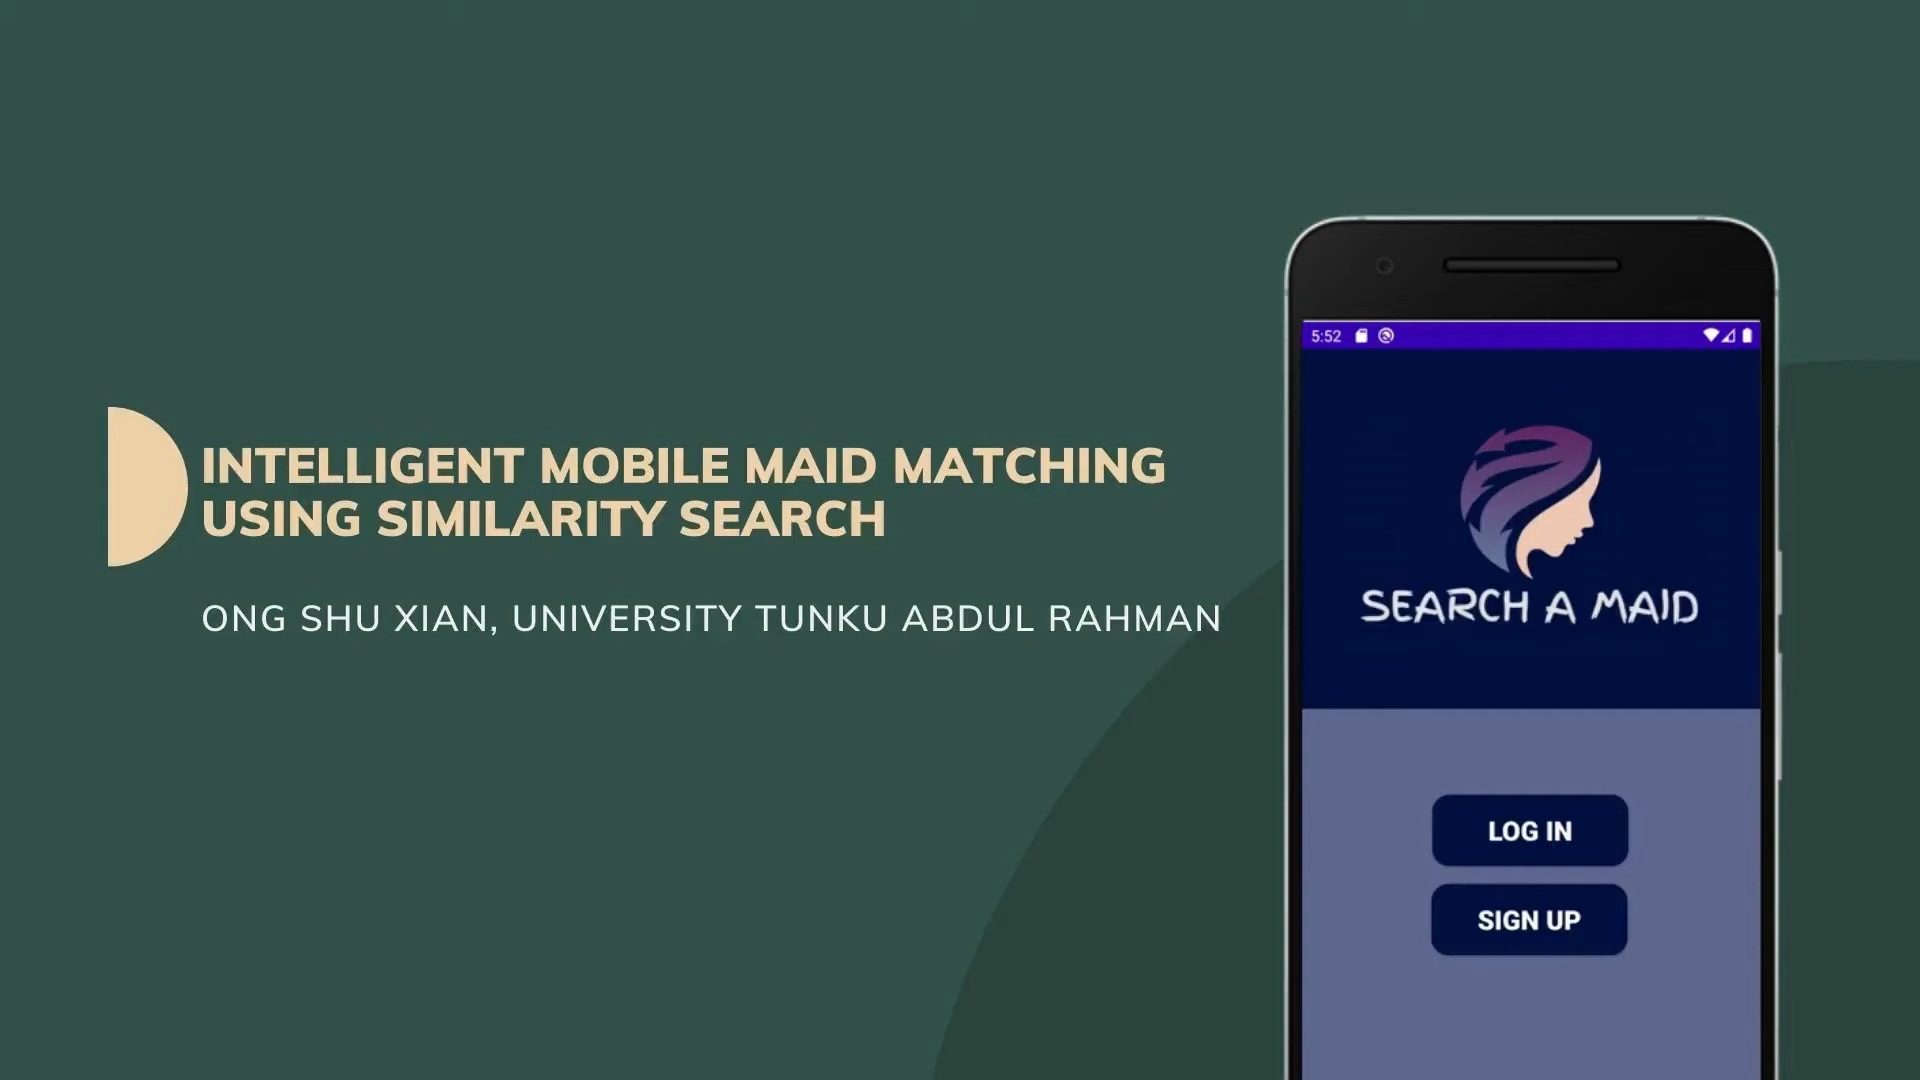 INTELLIGENT MOBILE MAID MATCHING
USING SIMILARITY SEARCH
ONG SHU XIAN, UNIVERSITY TUNKU ABDUL RAHMAN
5:52
SEARCH A MAID
LOG IN
SIGN UP